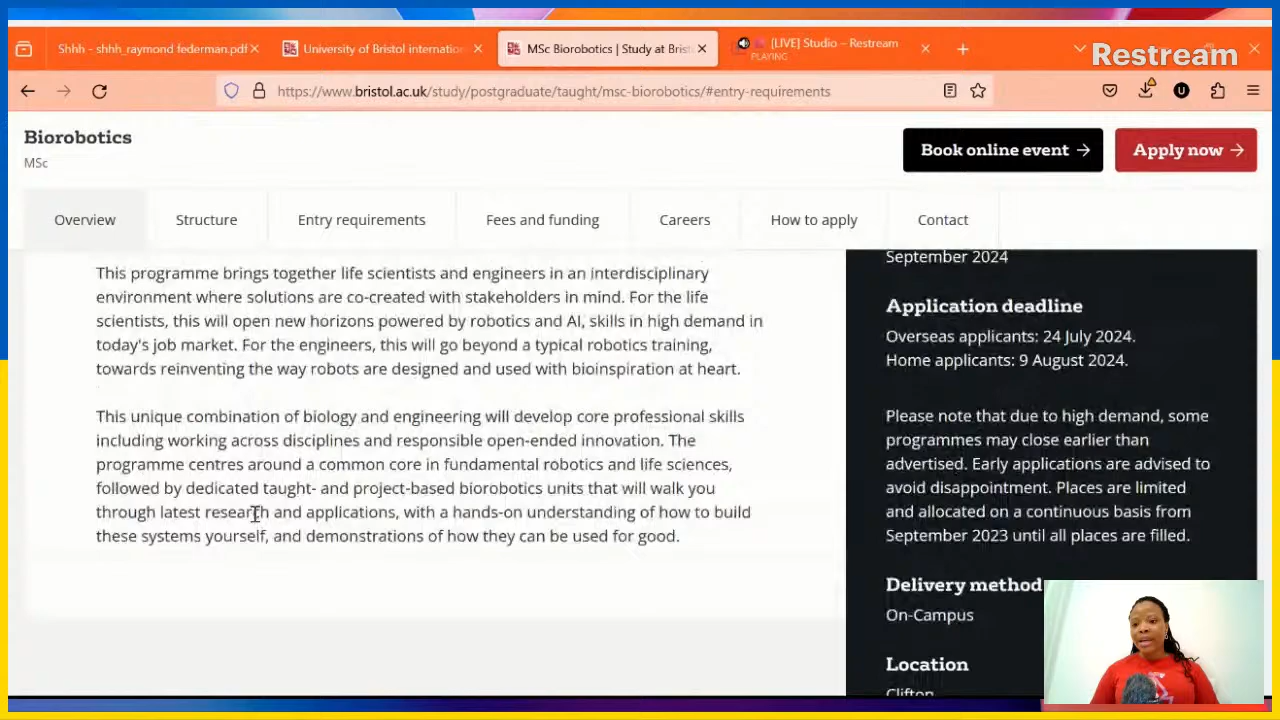 Shhh - shhh_raymond federman.pdf
University of Bristol internatio
MSc Biorobotics | Study at Brist
[LIVE] Studio – Restream
PLAYING
Restream
https://www.bristol.ac.uk/study/postgraduate/taught/msc-biorobotics/#entry-requirements
Biorobotics
MSc
Book online event →
Apply now →
Overview
Structure
Entry requirements
Fees and funding
Careers
How to apply
Contact
This programme brings together life scientists and engineers in an interdisciplinary
environment where solutions are co-created with stakeholders in mind. For the life
scientists, this will open new horizons powered by robotics and AI, skills in high demand in
today's job market. For the engineers, this will go beyond a typical robotics training,
towards reinventing the way robots are designed and used with bioinspiration at heart.
This unique combination of biology and engineering will develop core professional skills
including working across disciplines and responsible open-ended innovation. The
programme centres around a common core in fundamental robotics and life sciences,
followed by dedicated taught- and project-based biorobotics units that will walk you
through latest research and applications, with a hands-on understanding of how to build
these systems yourself, and demonstrations of how they can be used for good.
September 2024
Application deadline
Overseas applicants: 24 July 2024.
Home applicants: 9 August 2024.
Please note that due to high demand, some
programmes may close earlier than
advertised. Early applications are advised to
avoid disappointment. Places are limited
and allocated on a continuous basis from
September 2023 until all places are filled.
Delivery method
On-Campus
Location
Clifton